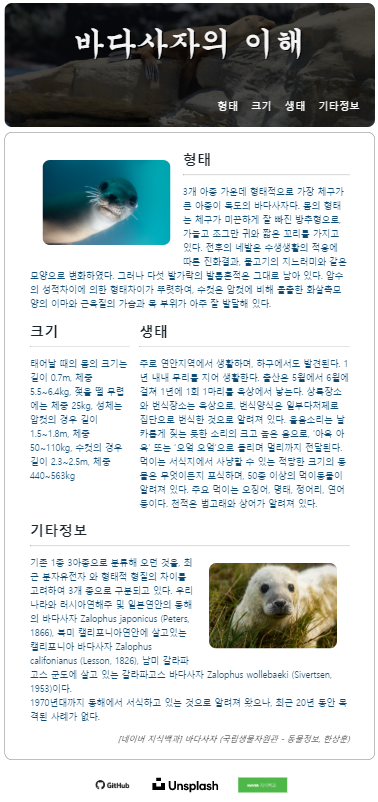 바다사자의 이해
형태 크기 생태 기타정보
형태
3개 아종 가운데 형태적으로 가장 체구가
큰 아종이 독도의 바다사자다. 몸의 형태
는 체구가 미끈하게 잘 빠진 방추형으로,
가늘고 조그만 귀와 짧은 꼬리를 가지고
있다. 전후의 네발은 수생생활의 적응에
따른 진화결과, 물고기의 지느러미와 같은
모양으로 변화하였다. 그러나 다섯 발가락의 발톱흔적은 그대로 남아 있다. 암수
의 성적차이에 의한 형태차이가 뚜렷하여, 수컷은 암컷에 비해 돌출한 화살촉모
양의 이마와 근육질의 가슴과 목 부위가 아주 잘 발달해 있다.
크기
태어날 때의 몸의 크기는
길이 0.7m, 체중
5.5~6.4kg, 젖을 뗄 무렵
에는 체중 25kg, 성체는
암컷의 경우 길이
1.5~1.8m, 체중
50~110kg, 수컷의 경우
길이 2.3~2.5m, 체중
440~563kg
생태
주로 연안지역에서 생활하며, 하구에서도 발견된다. 1
년 내내 무리를 지어 생활한다. 출산은 5월에서 6월에
걸쳐 1년에 1회 1마리를 육상에서 낳는다. 상륙장소
와 번식장소는 육상으로, 번식양식은 일부다처제로
집단으로 번식한 것으로 알려져 있다. 울음소리는 날
카롭게 짖는 듯한 소리의 크고 높은 음으로, '아욱 아
욱' 또는 '오엌 오엌'으로 들리며 멀리까지 전달된다.
먹이는 서식지에서 사냥할 수 있는 적당한 크기의 동
물은 무엇이든지 포식하며, 50종 이상의 먹이동물이
알려져 있다. 주요 먹이는 오징어, 명태, 정어리, 연어
등이다. 천적은 범고래와 상어가 알려져 있다.
기타정보
기존 1종 3아종으로 분류해 오던 것을, 최
근 분자유전자 와 형태적 형질의 차이를
고려하여 3개 종으로 구분되고 있다. 우리
나라와 러시아연해주 및 일본연안의 동해
의 바다사자 Zalophus japonicus (Peters,
1866), 북미 캘리포니아연안에 살고있는
캘리포니아 바다사자 Zalophus
californianus (Lesson, 1826), 남미 갈라파
고스 군도에 살고 있는 갈라파고스 바다사자 Zalophus wollebaeki (Sivertsen,
1953)이다.
1970년대까지 동해에서 서식하고 있는 것으로 알려져 왔으나, 최근 20년 동안 목
격된 사례가 없다.
[네이버 지식백과] 바다사자 (국립생물자원관 - 동물정보, 한상훈)
GitHub Unsplash